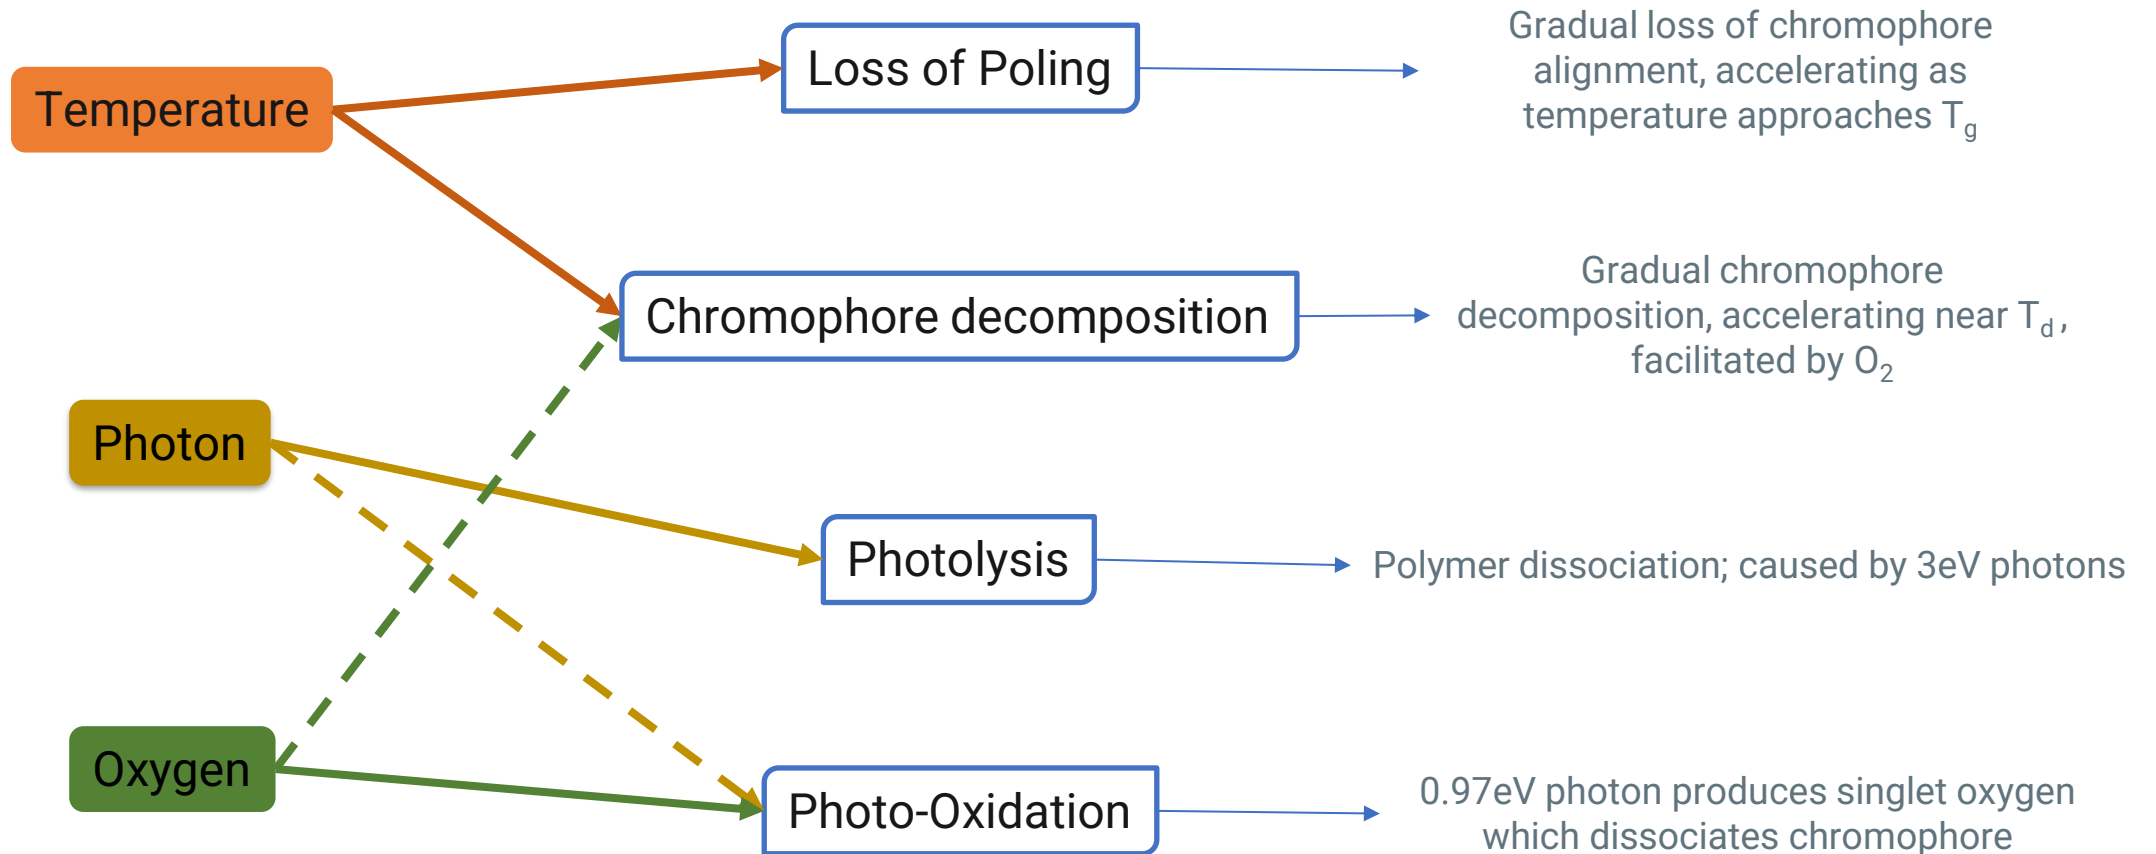 Temperature
Loss of Poling
Gradual loss of chromophore
alignment, accelerating as
temperature approaches Tg
Chromophore decomposition
Gradual chromophore
decomposition, accelerating near Td ,
facilitated by O2
Photon
Photolysis
Polymer dissociation; caused by 3eV photons
Oxygen
Photo-Oxidation
0.97eV photon produces singlet oxygen
which dissociates chromophore